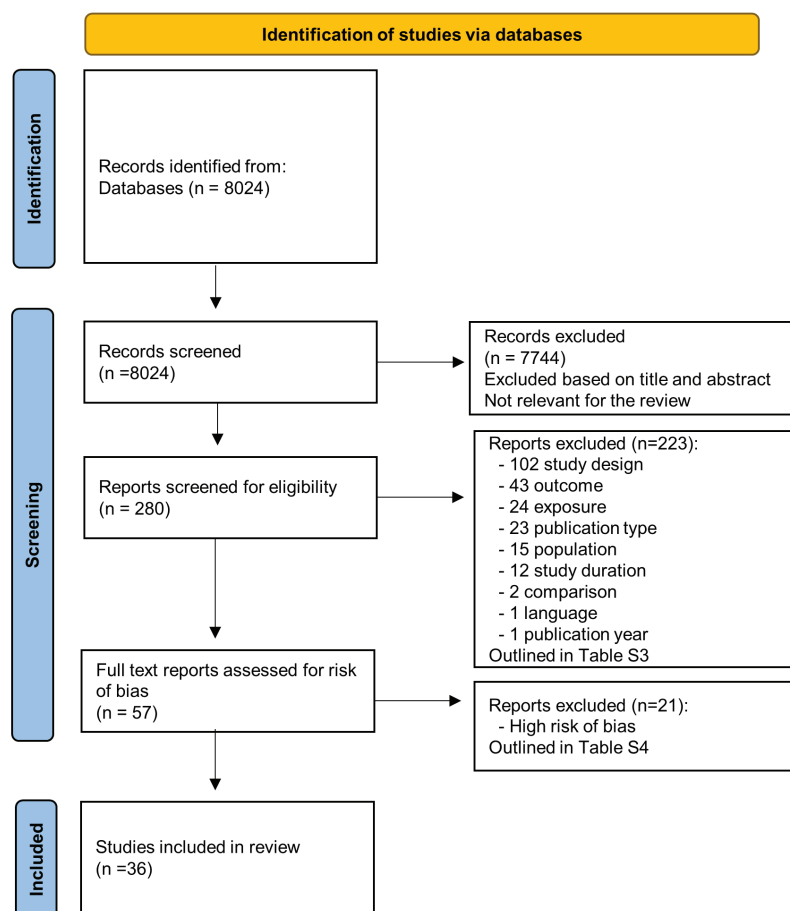 Identification of studies via databases
Identification
Records identified from:
Databases (n = 8024)
Screening
Records screened
(n =8024)
Records excluded
(n = 7744)
Excluded based on title and abstract
Not relevant for the review
Reports screened for eligibility
(n = 280)
Reports excluded (n=223):
- 102 study design
- 43 outcome
- 24 exposure
- 23 publication type
- 15 population
- 12 study duration
- 2 comparison
- 1 language
- 1 publication year
Outlined in Table S3
Full text reports assessed for risk
of bias
(n = 57)
Reports excluded (n=21):
- High risk of bias
Outlined in Table S4
Included
Studies included in review
(n =36)